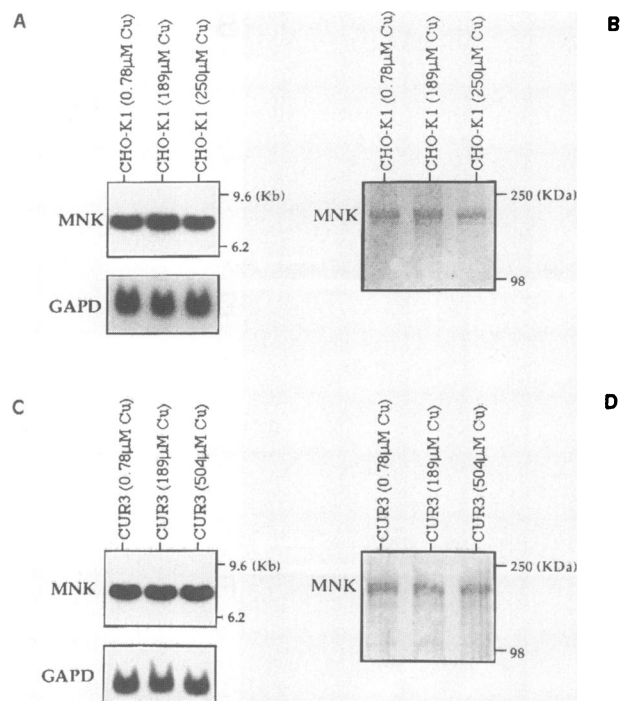 A
CHO-K1 (0.78µM Cu)
CHO-K1 (189µM Cu)
CHO-K1 (250µM Cu)
9.6 (Kb)
MNK
6.2
GAPD
B
CHO-K1 (0.78µM Cu)
CHO-K1 (189µM Cu)
CHO-K1 (250µM Cu)
250 (KDa)
MNK
98
C
CUR3 (0.78µM Cu)
CUR3 (189µM Cu)
CUR3 (504µM Cu)
9.6 (Kb)
MNK
6.2
GAPD
D
CUR3 (0.78µM Cu)
CUR3 (189µM Cu)
CUR3 (504µM Cu)
250 (KDa)
MNK
98